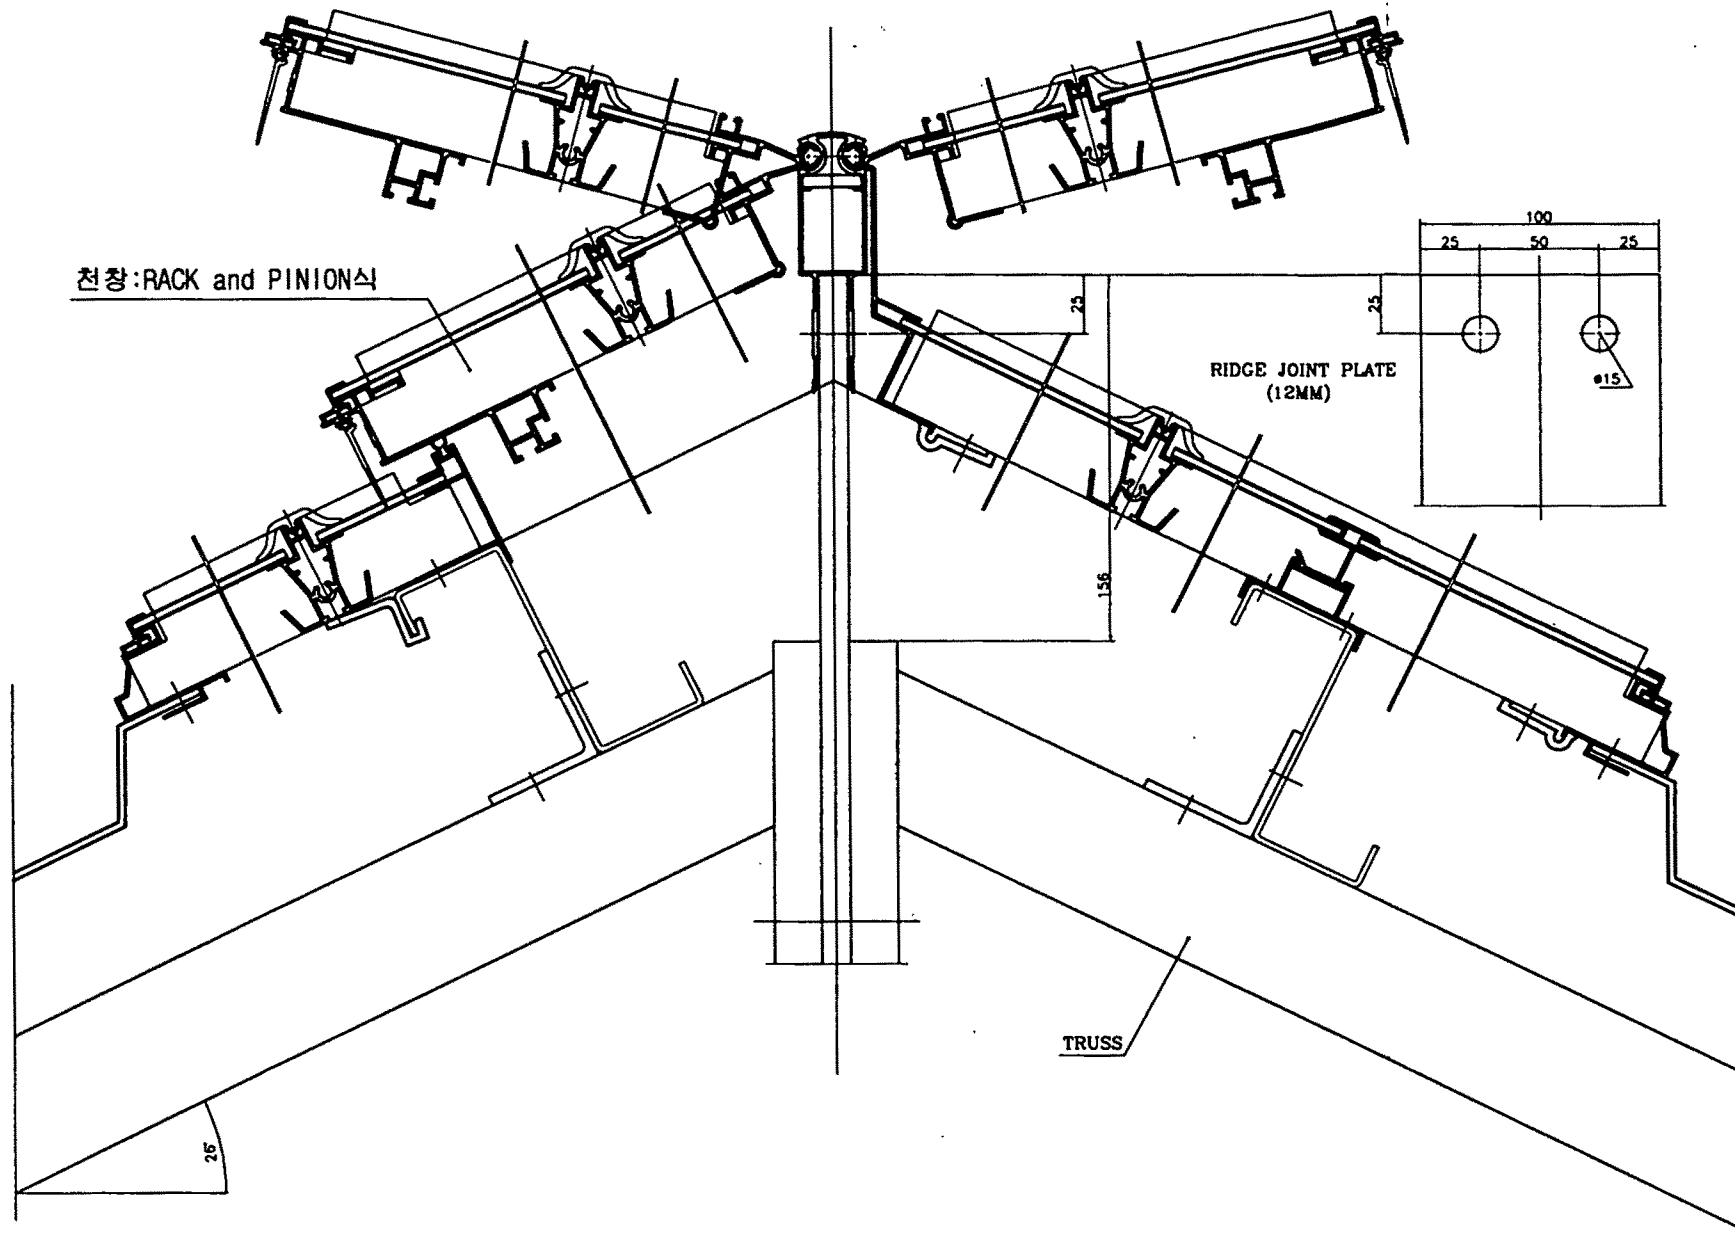 천창:RACK and PINION식
100
25 50 25
25
25
RIDGE JOINT PLATE
(12MM)
ø15
156
TRUSS
26°